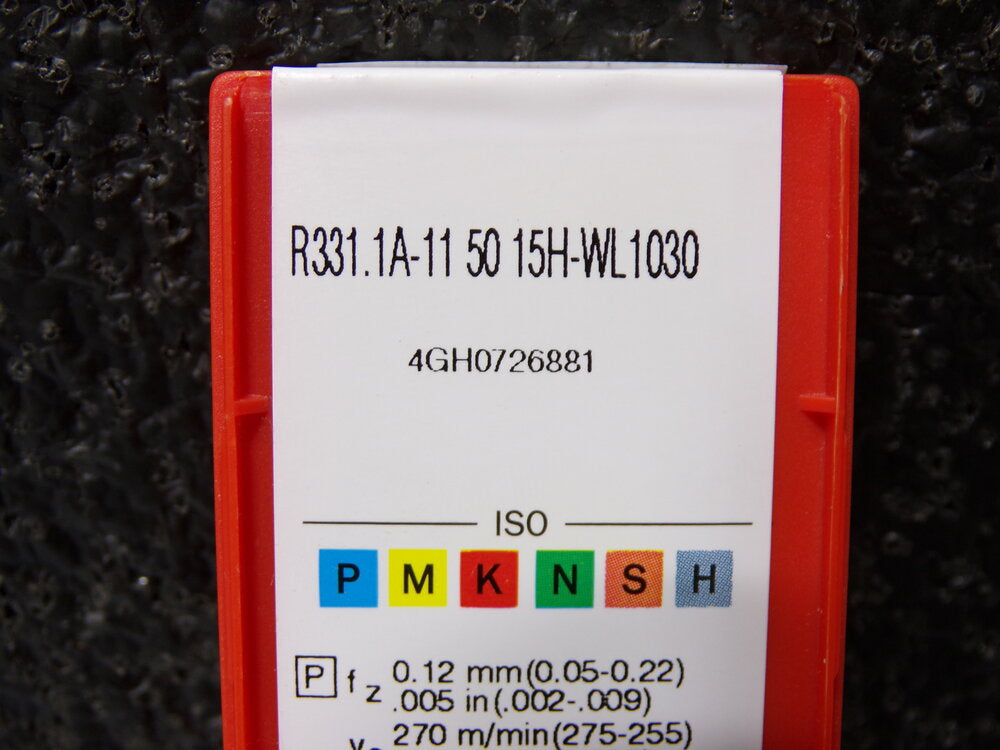 R331.1A-11 50 15H-WL1030
4GH0726881
ISO
P M K N S H
P fz 0.12 mm(0.05-0.22)
.005 in(.002-.009)
270 m/min(275-255)